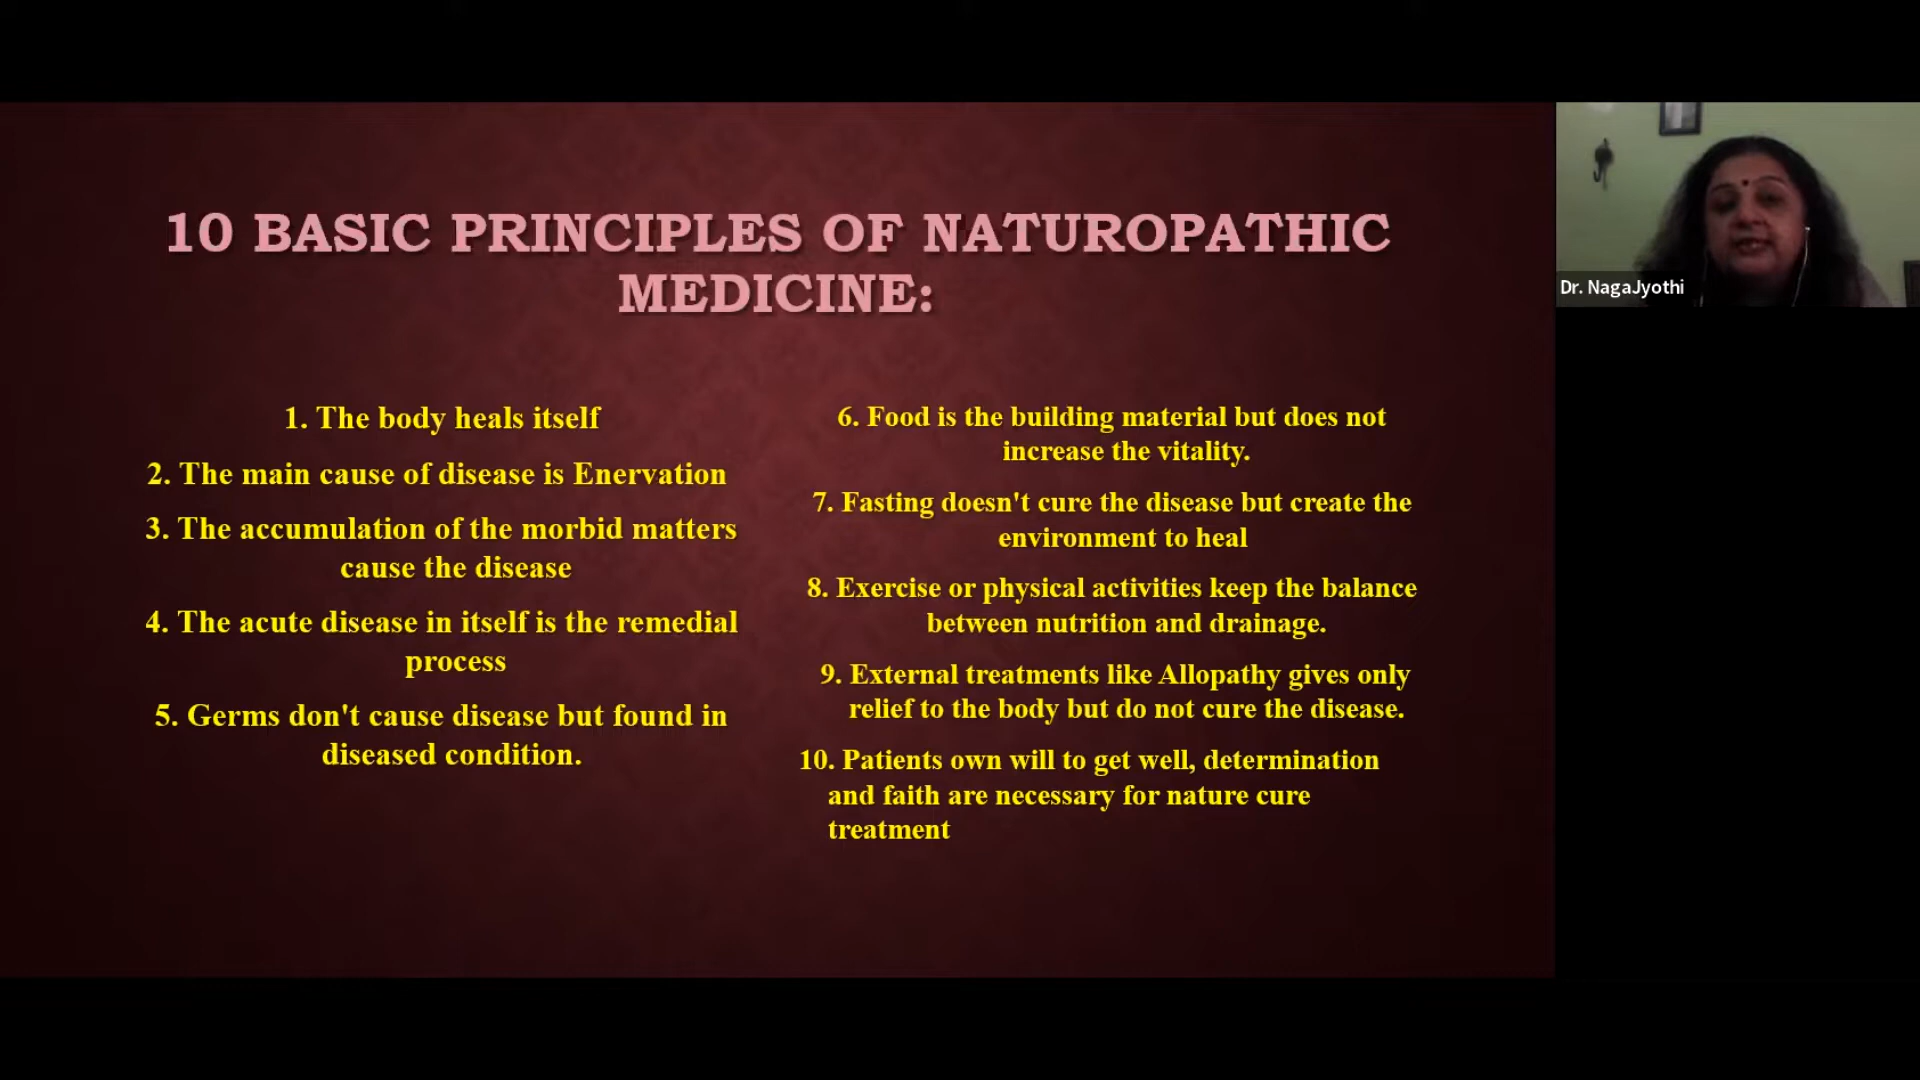 10 BASIC PRINCIPLES OF NATUROPATHIC
MEDICINE:
1. The body heals itself
2. The main cause of disease is Enervation
3. The accumulation of the morbid matters
cause the disease
4. The acute disease in itself is the remedial
process
5. Germs don't cause disease but found in
diseased condition.
6. Food is the building material but does not
increase the vitality.
7. Fasting doesn't cure the disease but create the
environment to heal
8. Exercise or physical activities keep the balance
between nutrition and drainage.
9. External treatments like Allopathy gives only
relief to the body but do not cure the disease.
10. Patients own will to get well, determination
and faith are necessary for nature cure
treatment
Dr. NagaJyothi